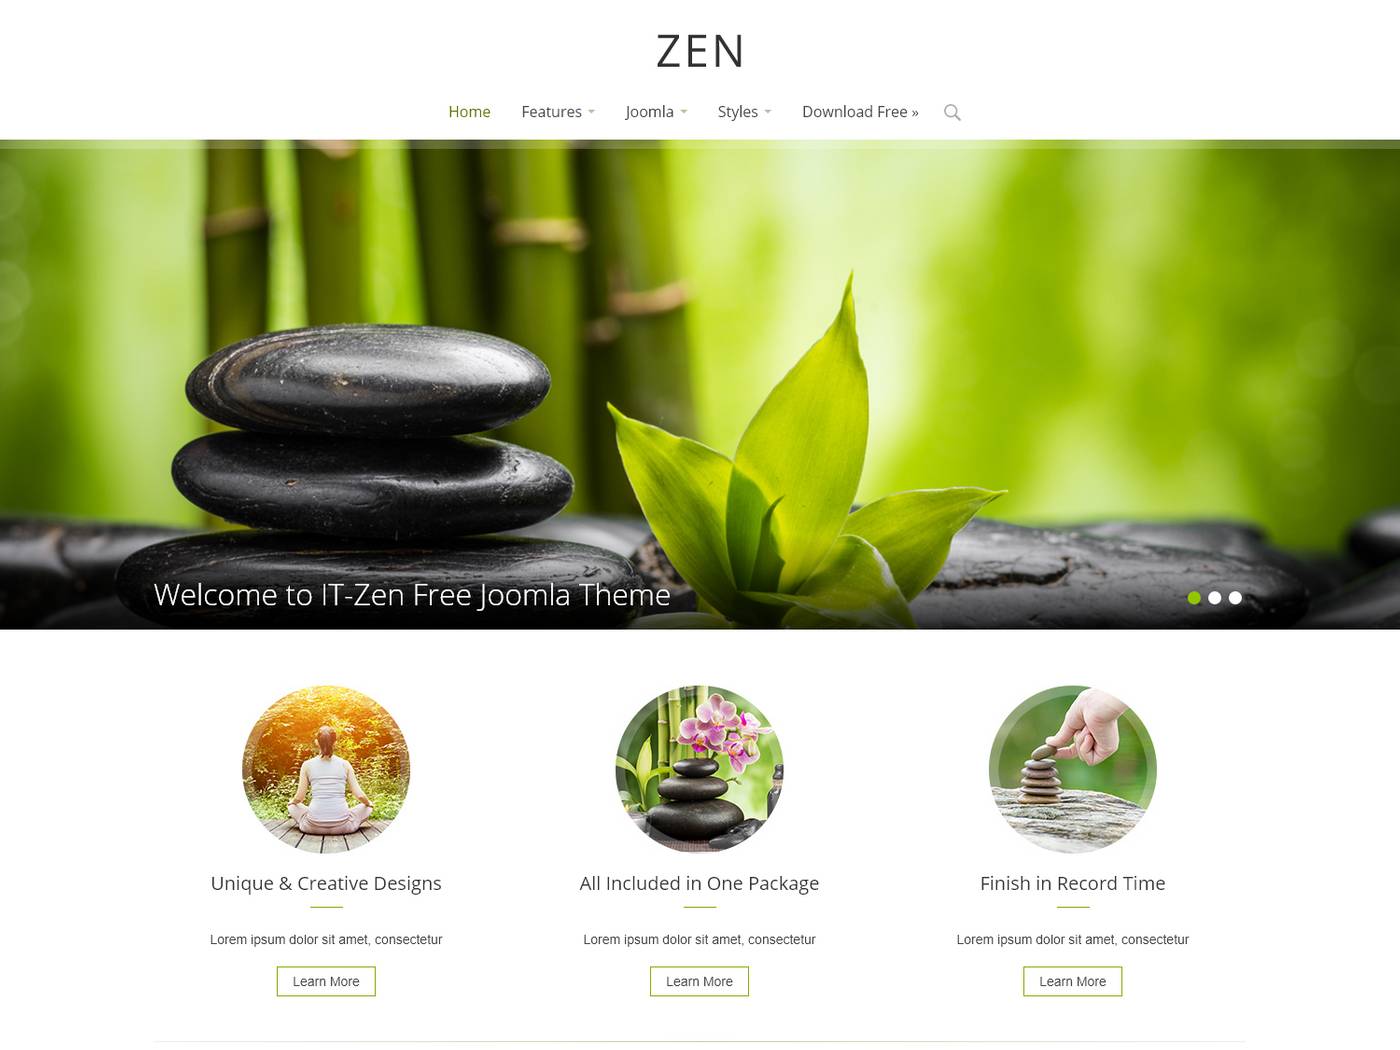 ZEN
Home Features Joomla Styles Download Free »
Welcome to IT-Zen Free Joomla Theme
Unique & Creative Designs
All Included in One Package
Finish in Record Time
Lorem ipsum dolor sit amet, consectetur
Lorem ipsum dolor sit amet, consectetur
Lorem ipsum dolor sit amet, consectetur
Learn More
Learn More
Learn More